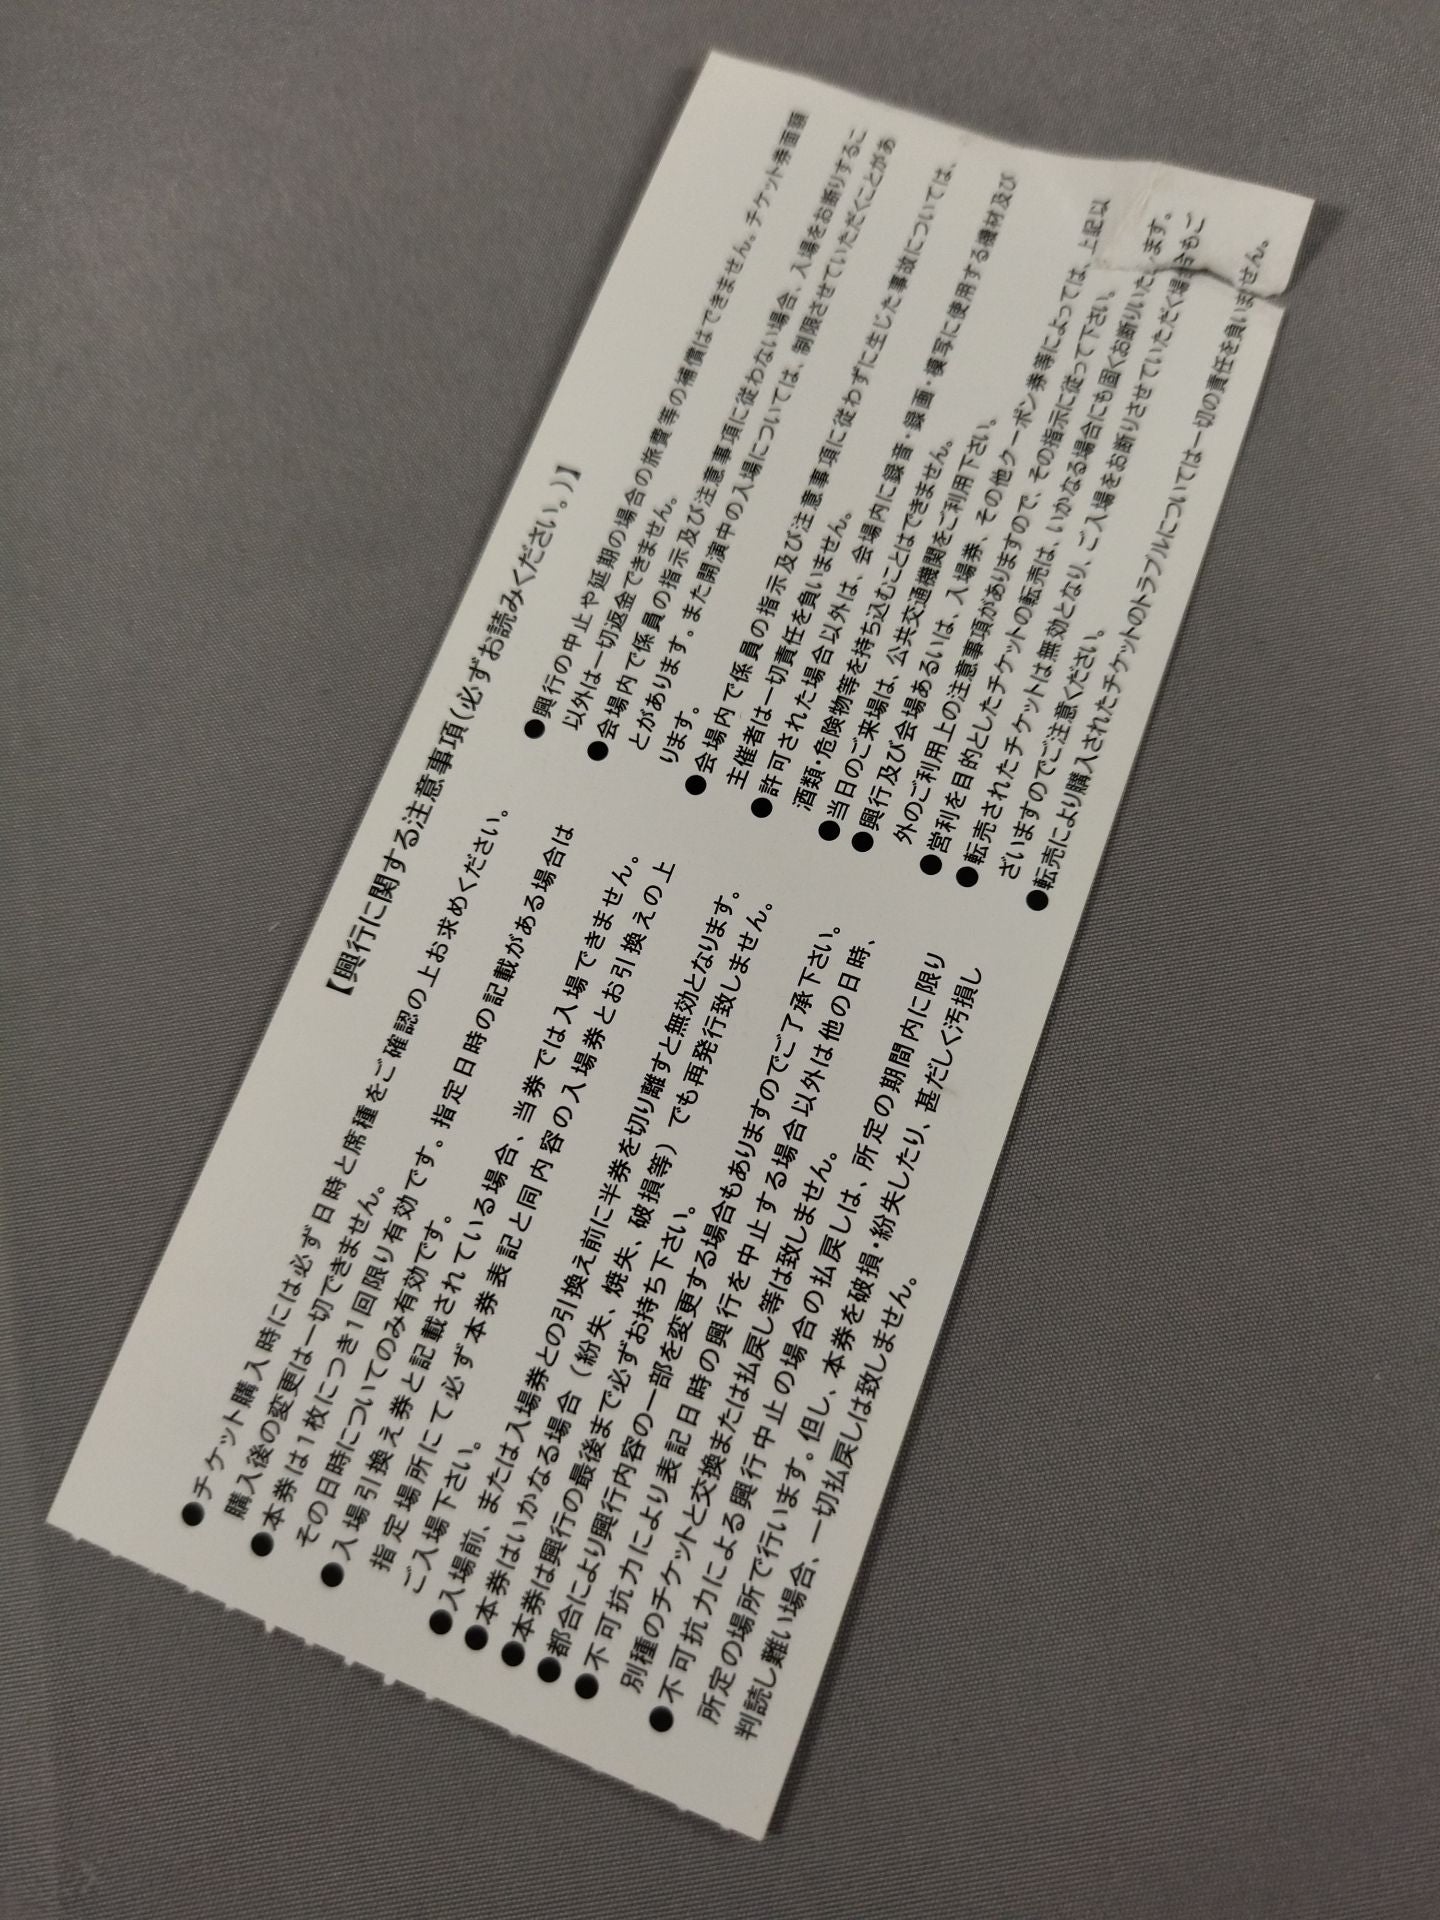 【興行に関する注意事項(必ずお読みください。)】
●チケット購入時には必ず日時と席種をご確認の上お求めください。
購入後の変更は一切できません。
●本券は1枚につき1回限り有効です。指定日時の記載がある場合は
その日時についてのみ有効です。
●入場引換え券と記載されている場合、当券では入場できません。
指定場所にて必ず本券表記と同内容の入場券とお引換えの上
ご入場下さい。
●入場前、または入場券との引換え前に半券を切り離すと無効となります。
●本券はいかなる場合（紛失、焼失、破損等）でも再発行致しません。
●本券は興行の最後まで必ずお持ち下さい。
●都合により興行内容の一部を変更する場合もありますのでご了承下さい。
●不可抗力により表記日時の興行を中止する場合以外は他の日時、
別種のチケットと交換または払戻し等は致しません。
●不可抗力による興行中止の場合の払戻しは、所定の期間内に限り
所定の場所で行います。但し、本券を破損・紛失したり、甚だしく汚損し
判読し難い場合、一切払戻しは致しません。
●興行の中止や延期の場合の旅費等の補償はできません。チケット券面額
以外は一切返金できません。
●会場内で係員の指示及び注意事項に従わない場合、入場をお断りするこ
とがあります。また開演中の入場については、制限させていただくことがあ
ります。
●会場内で係員の指示及び注意事項に従わずに生じた事故については、
主催者は一切責任を負いません。
●許可された場合以外は、会場内に録音・録画・模写に使用する機材及び
酒類・危険物等を持ち込むことはできません。
●当日のご来場は、公共交通機関をご利用下さい。
●興行及び会場あるいは、入場券、その他クーポン券等によっては、上記以
外のご利用上の注意事項がありますので、その指示に従って下さい。
●営利を目的としたチケットの転売は、いかなる場合にも固くお断りいたします。
●転売されたチケットは無効となり、ご入場をお断りさせていただく場合もご
ざいますのでご注意ください。
●転売により購入されたチケットのトラブルについては一切の責任を負いません。